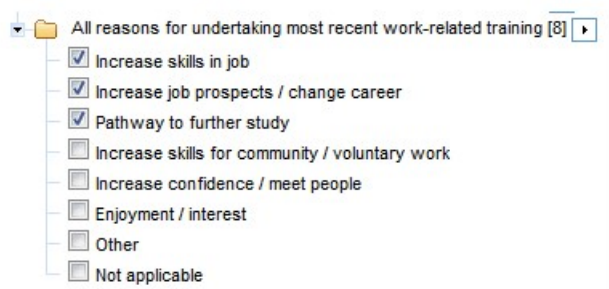 All reasons for undertaking most recent work-related training [8]
Increase skills in job
Increase job prospects / change career
Pathway to further study
Increase skills for community / voluntary work
Increase confidence / meet people
Enjoyment / interest
Other
Not applicable